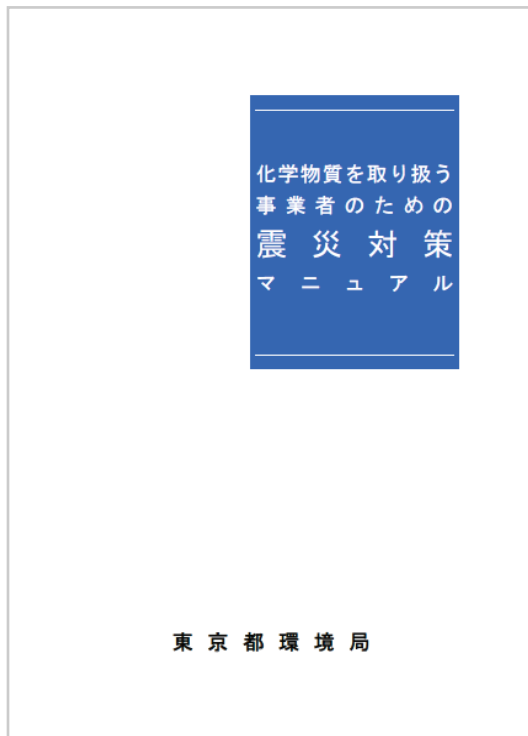 化学物質を取り扱う
事業者のための
震災対策
マニュアル
東京都環境局